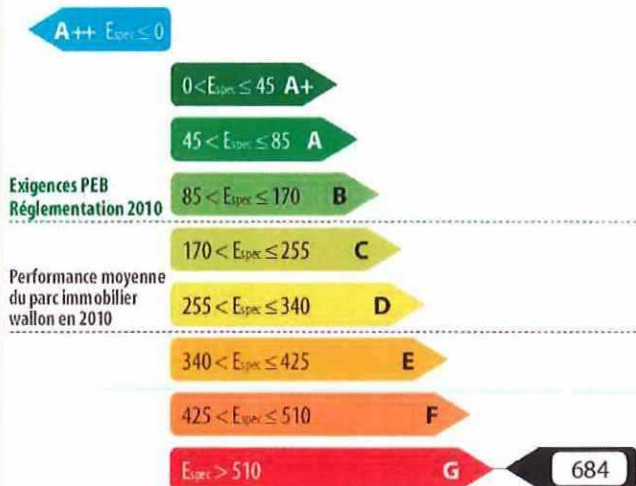 A++ Espec ≤ 0
0 < Espec ≤ 45 A+
45 < Espec ≤ 85 A
Exigences PEB
Réglementation 2010
85 < Espec ≤ 170 B
170 < Espec ≤ 255 C
Performance moyenne
du parc immobilier
wallon en 2010
255 < Espec ≤ 340 D
340 < Espec ≤ 425 E
425 < Espec ≤ 510 F
Espec > 510 G 684